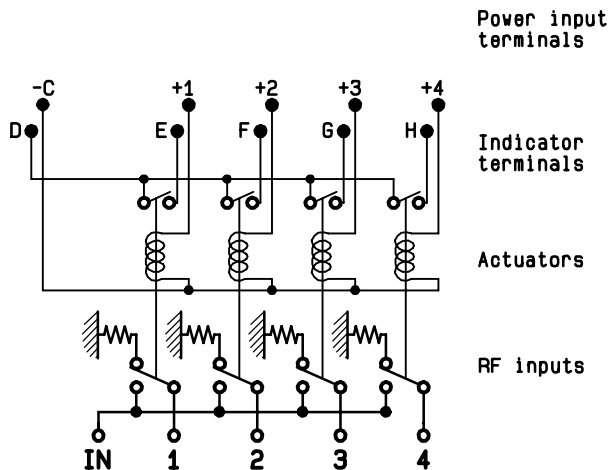 Power input
terminals
-C +1 +2 +3 +4
D E F G H
Indicator
terminals
Actuators
RF inputs
IN 1 2 3 4